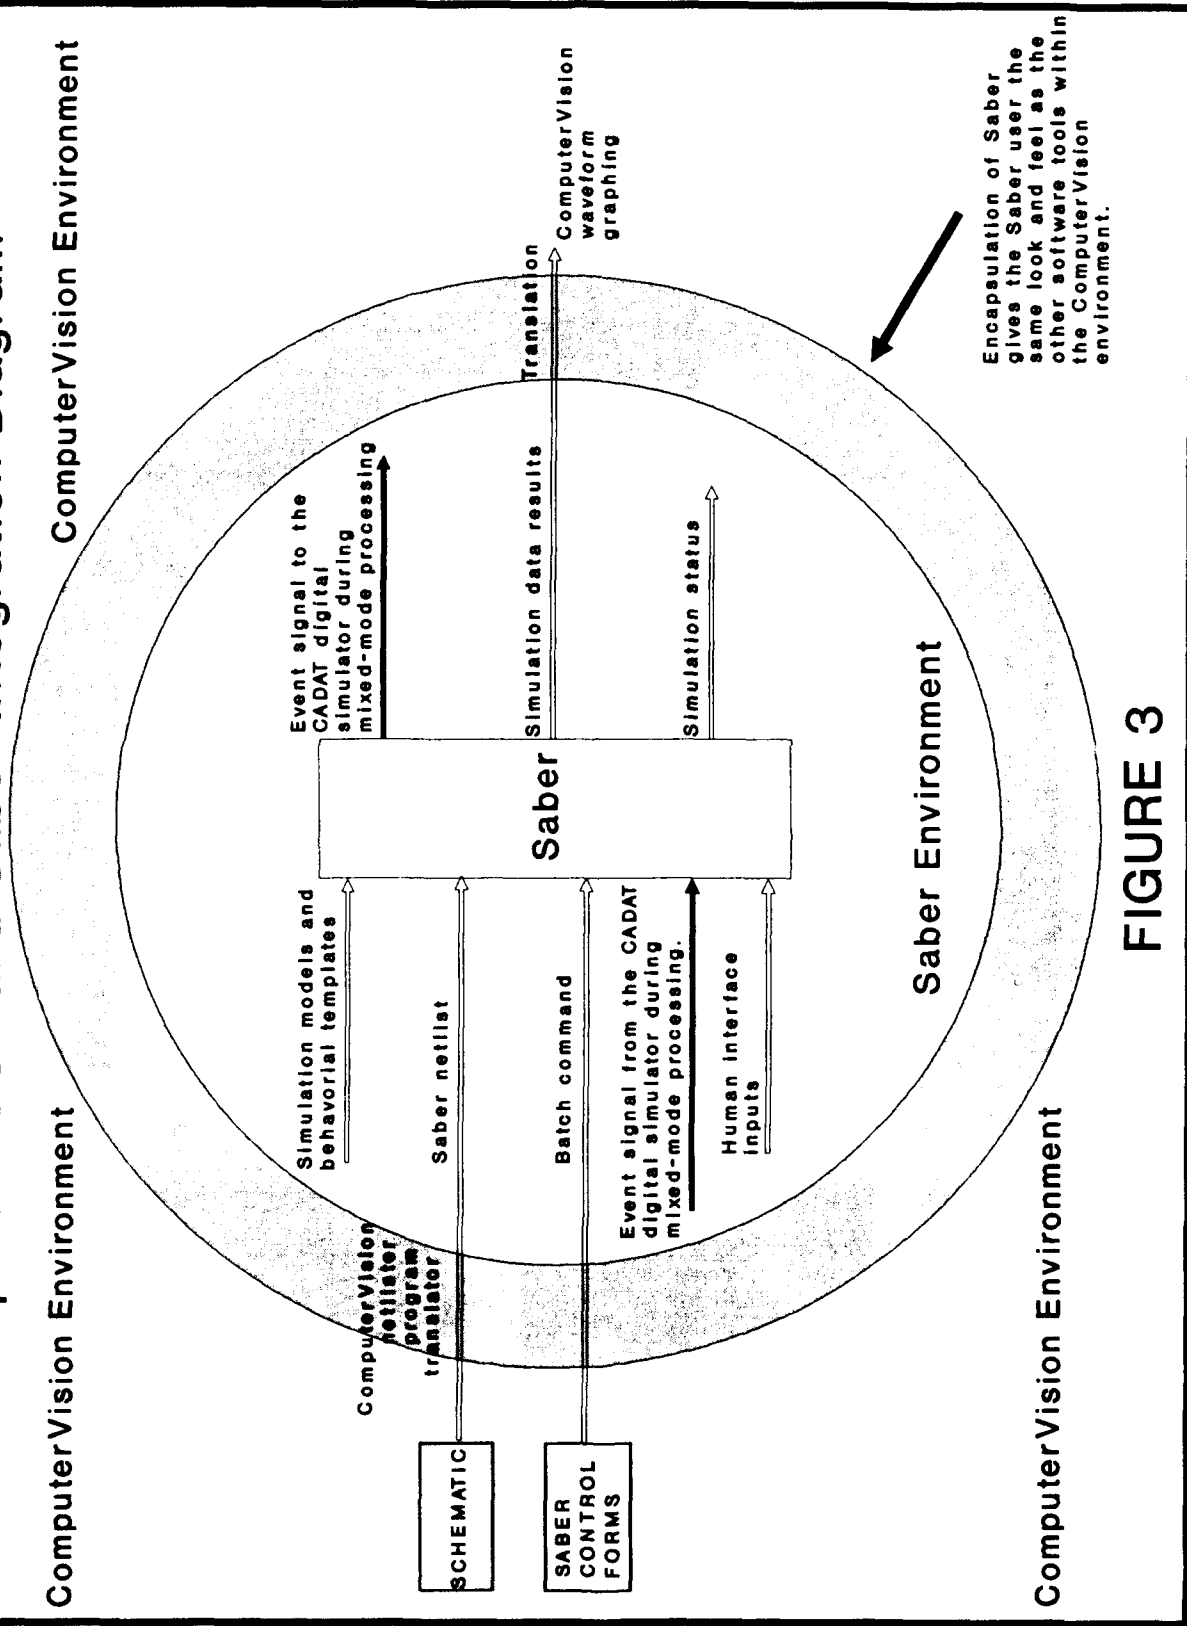 Integration Diagram
ComputerVision Environment
ComputerVision Environment
Simulation models and
behavorial templates
Event signal to the
CADAT digital
simulator during
mixed-mode processing
ComputerVision
netlister
program
translator
SCHEMATIC
Saber netlist
Saber
Simulation data results
Translation
ComputerVision
waveform
graphing
SABER
CONTROL
FORMS
Batch command
Event signal from the CADAT
digital simulator during
mixed-mode processing.
Simulation status
Human interface
inputs
Saber Environment
Encapsulation of Saber
gives the Saber user the
same look and feel as the
other software tools within
the ComputerVision
environment.
ComputerVision Environment
FIGURE 3